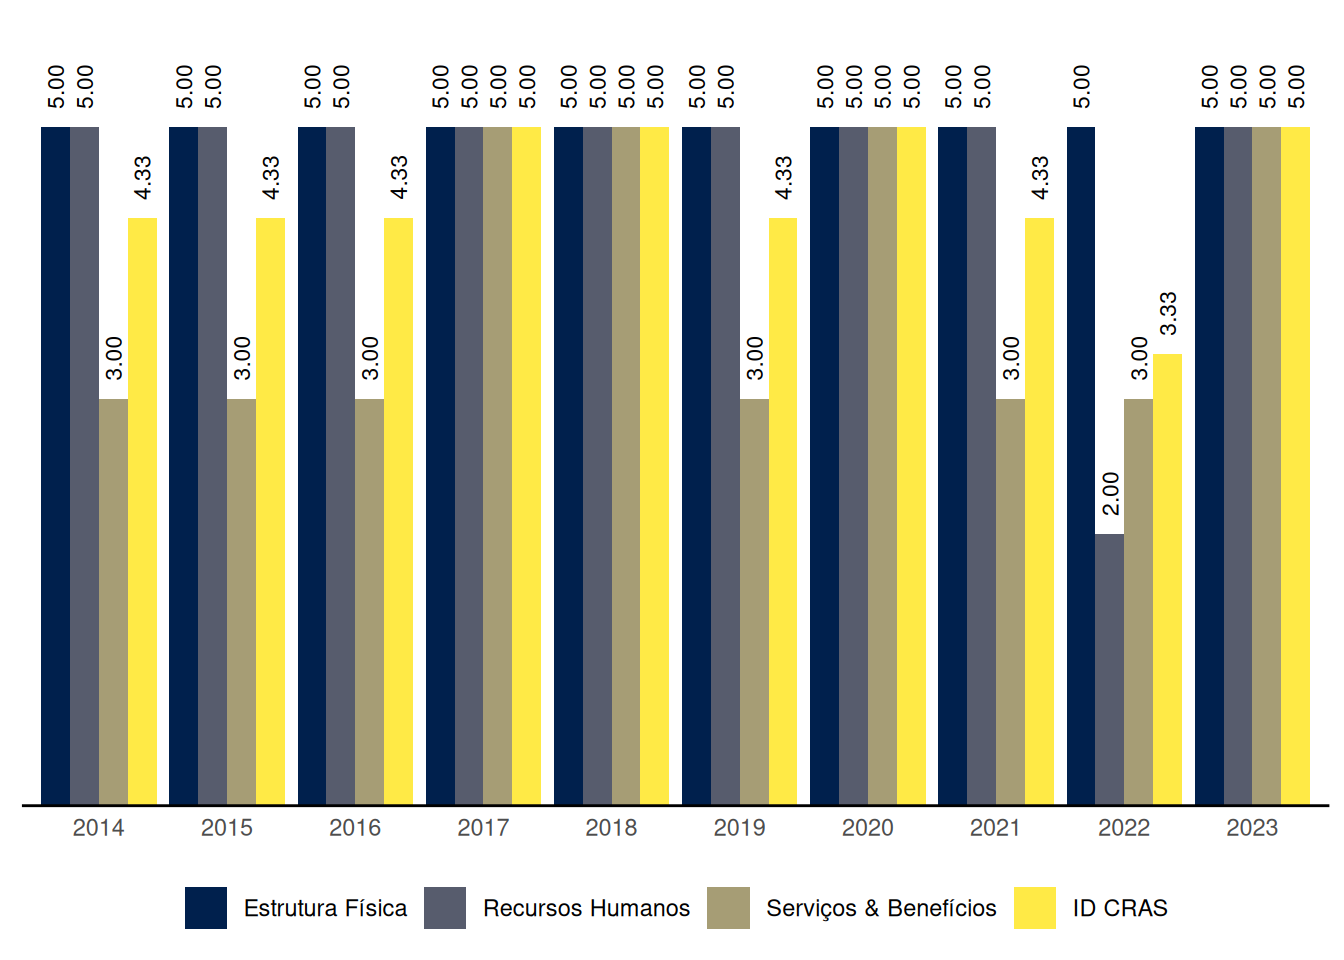 5.00 5.00 3.00 4.33 5.00 5.00 3.00 4.33 5.00 5.00 3.00 4.33 5.00 5.00 5.00 5.00 5.00 5.00 5.00 5.00 5.00 5.00 3.00 4.33 5.00 5.00 5.00 5.00 5.00 5.00 3.00 4.33 5.00 2.00 3.00 3.33 5.00 5.00 5.00 5.00
2014 2015 2016 2017 2018 2019 2020 2021 2022 2023
Estrutura Física Recursos Humanos Serviços & Benefícios ID CRAS